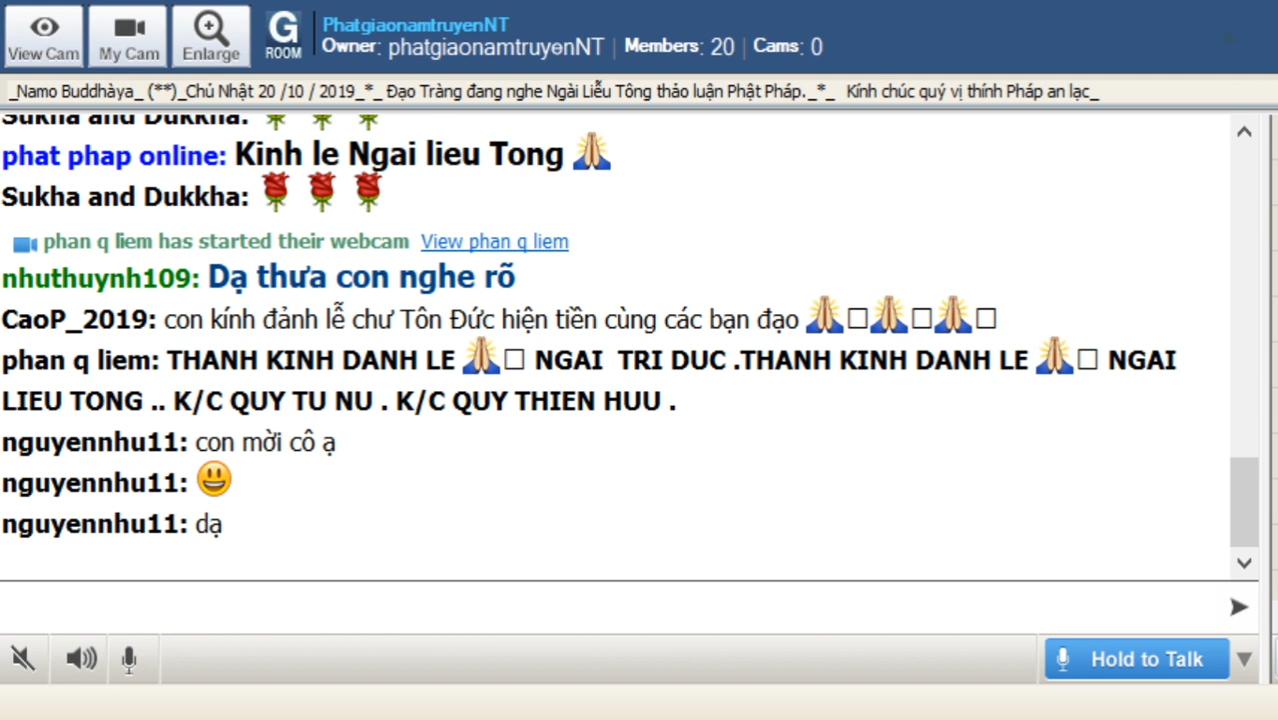 View Cam
My Cam
Enlarge
G
ROOM
PhatgiaonamtruyenNT
Owner: phatgiaonamtruyenNT | Members: 20 | Cams: 0
_Namo Buddhàya_ (**)_Chủ Nhật 20 /10 / 2019_*_ Đạo Tràng đang nghe Ngài Liễu Tông thảo luận Phật Pháp._*_ Kính chúc quý vị thính Pháp an lạc_
Sukha and Dukkha:
phat phap online: Kinh le Ngai lieu Tong 🙏
Sukha and Dukkha: 🌹 🌹 🌹
phan q liem has started their webcam View phan q liem
nhuthuynh109: Dạ thưa con nghe rõ
CaoP_2019: con kính đảnh lễ chư Tôn Đức hiện tiền cùng các bạn đạo 🙏□🙏□🙏□
phan q liem: THANH KINH DANH LE 🙏□ NGAI TRI DUC .THANH KINH DANH LE 🙏□ NGAI
LIEU TONG .. K/C QUY TU NU . K/C QUY THIEN HUU .
nguyennhu11: con mời cô ạ
nguyennhu11: 😃
nguyennhu11: dạ
Hold to Talk